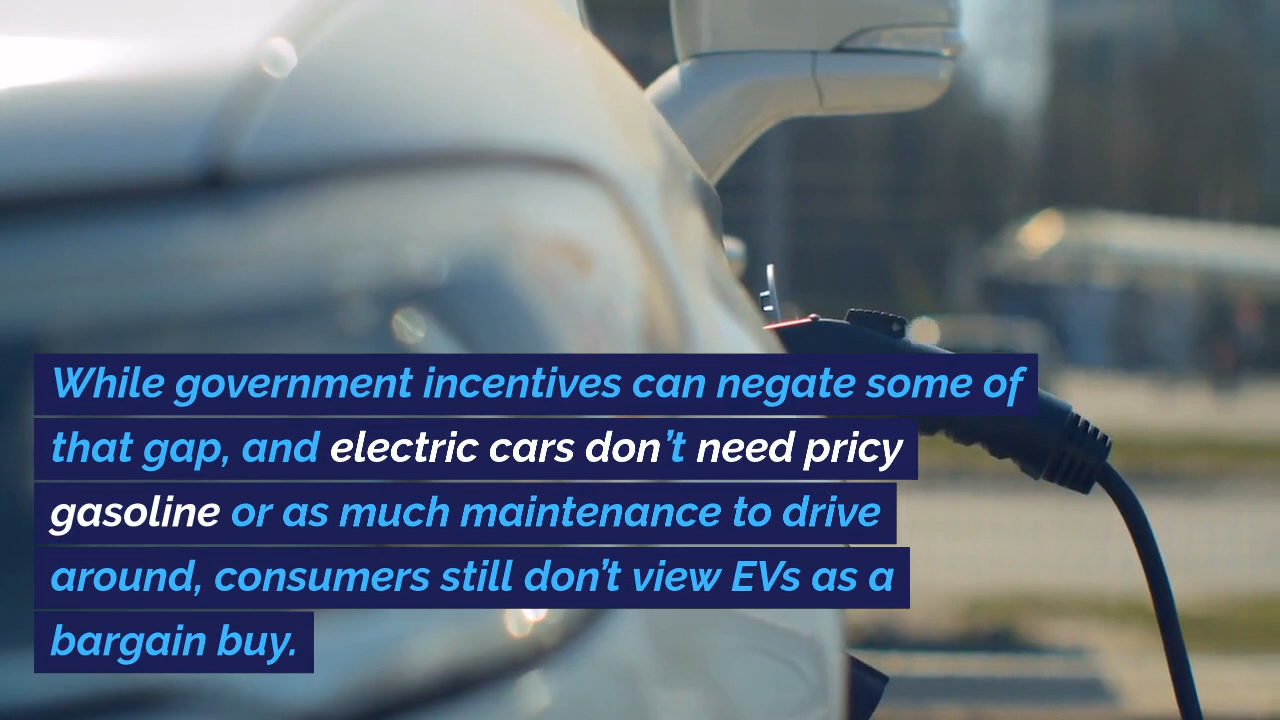 While government incentives can negate some of
that gap, and electric cars don’t need pricy
gasoline or as much maintenance to drive
around, consumers still don’t view EVs as a
bargain buy.